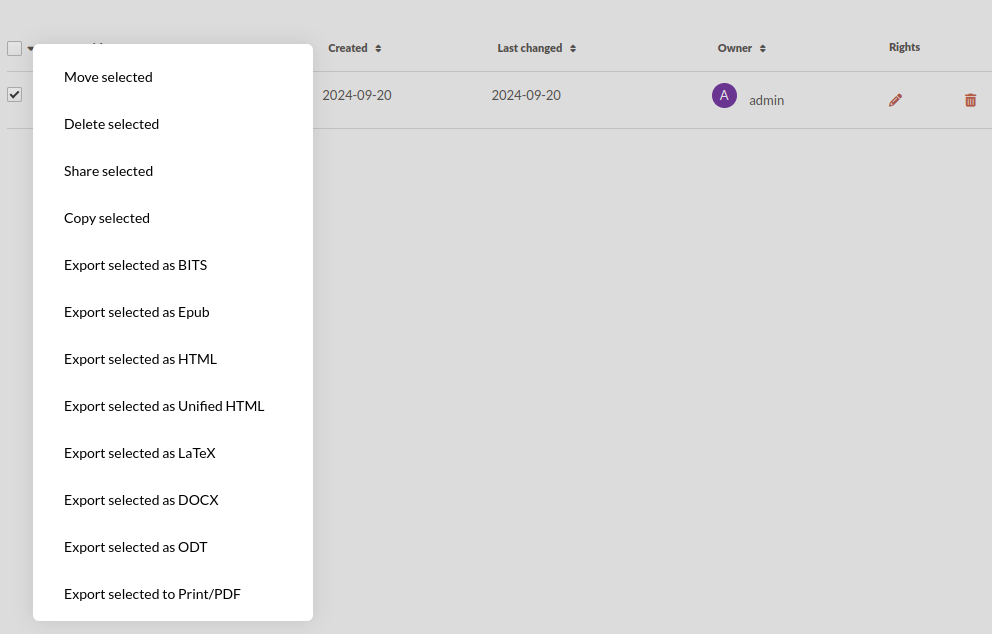 Created Last changed Owner Rights
2024-09-20 2024-09-20 A admin
Move selected
Delete selected
Share selected
Copy selected
Export selected as BITS
Export selected as Epub
Export selected as HTML
Export selected as Unified HTML
Export selected as LaTeX
Export selected as DOCX
Export selected as ODT
Export selected to Print/PDF